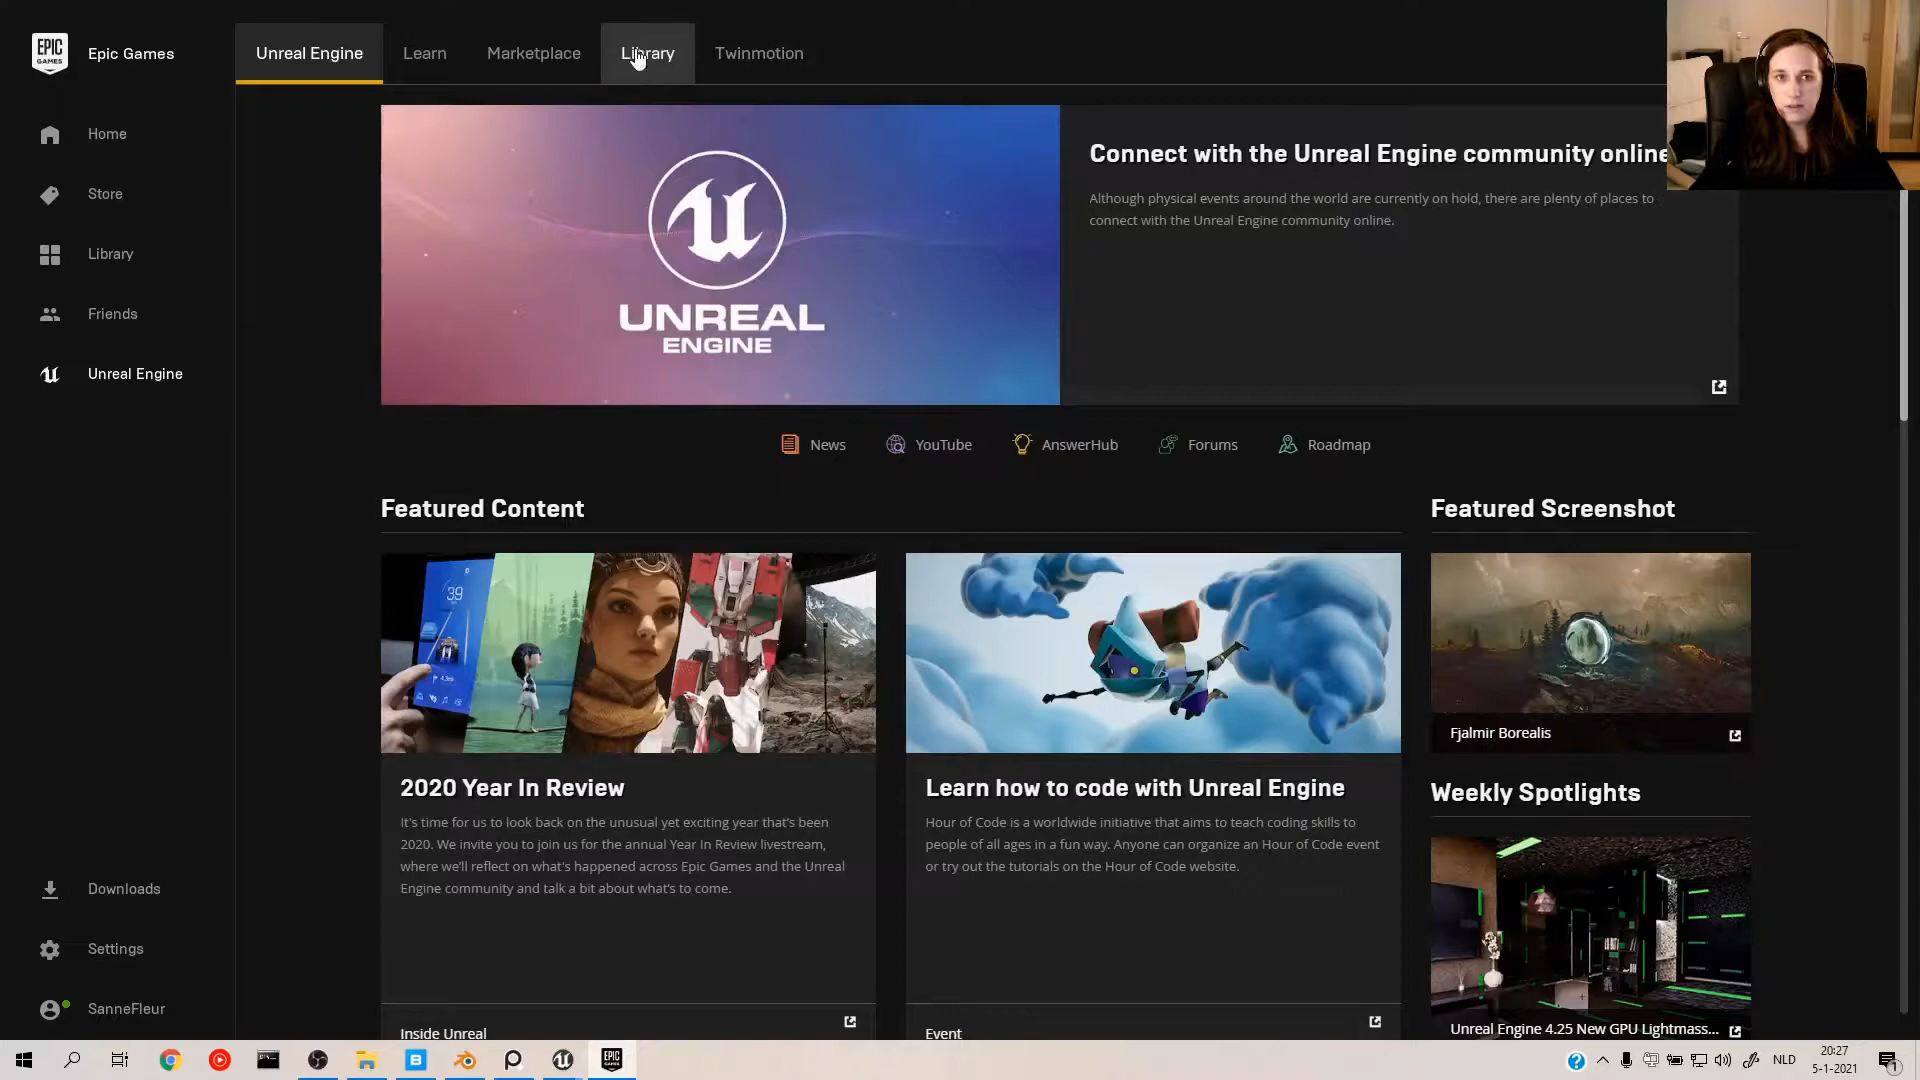 EPIC
GAMES
Epic Games
Unreal Engine
Learn
Marketplace
Library
Twinmotion
Home
Store
Library
Friends
Unreal Engine
Downloads
Settings
SanneFleur
UNREAL
ENGINE
Connect with the Unreal Engine community online
Although physical events around the world are currently on hold, there are plenty of places to
connect with the Unreal Engine community online.
News
YouTube
AnswerHub
Forums
Roadmap
Featured Content
Featured Screenshot
39
Fjalmir Borealis
2020 Year In Review
It's time for us to look back on the unusual yet exciting year that's been
2020. We invite you to join us for the annual Year In Review livestream,
where we'll reflect on what's happened across Epic Games and the Unreal
Engine community and talk a bit about what's to come.
Inside Unreal
Learn how to code with Unreal Engine
Hour of Code is a worldwide initiative that aims to teach coding skills to
people of all ages in a fun way. Anyone can organize an Hour of Code event
or try out the tutorials on the Hour of Code website.
Event
Weekly Spotlights
Unreal Engine 4.25 New GPU Lightmass...
EPIC
GAMES
NLD
20:27
5-1-2021
1